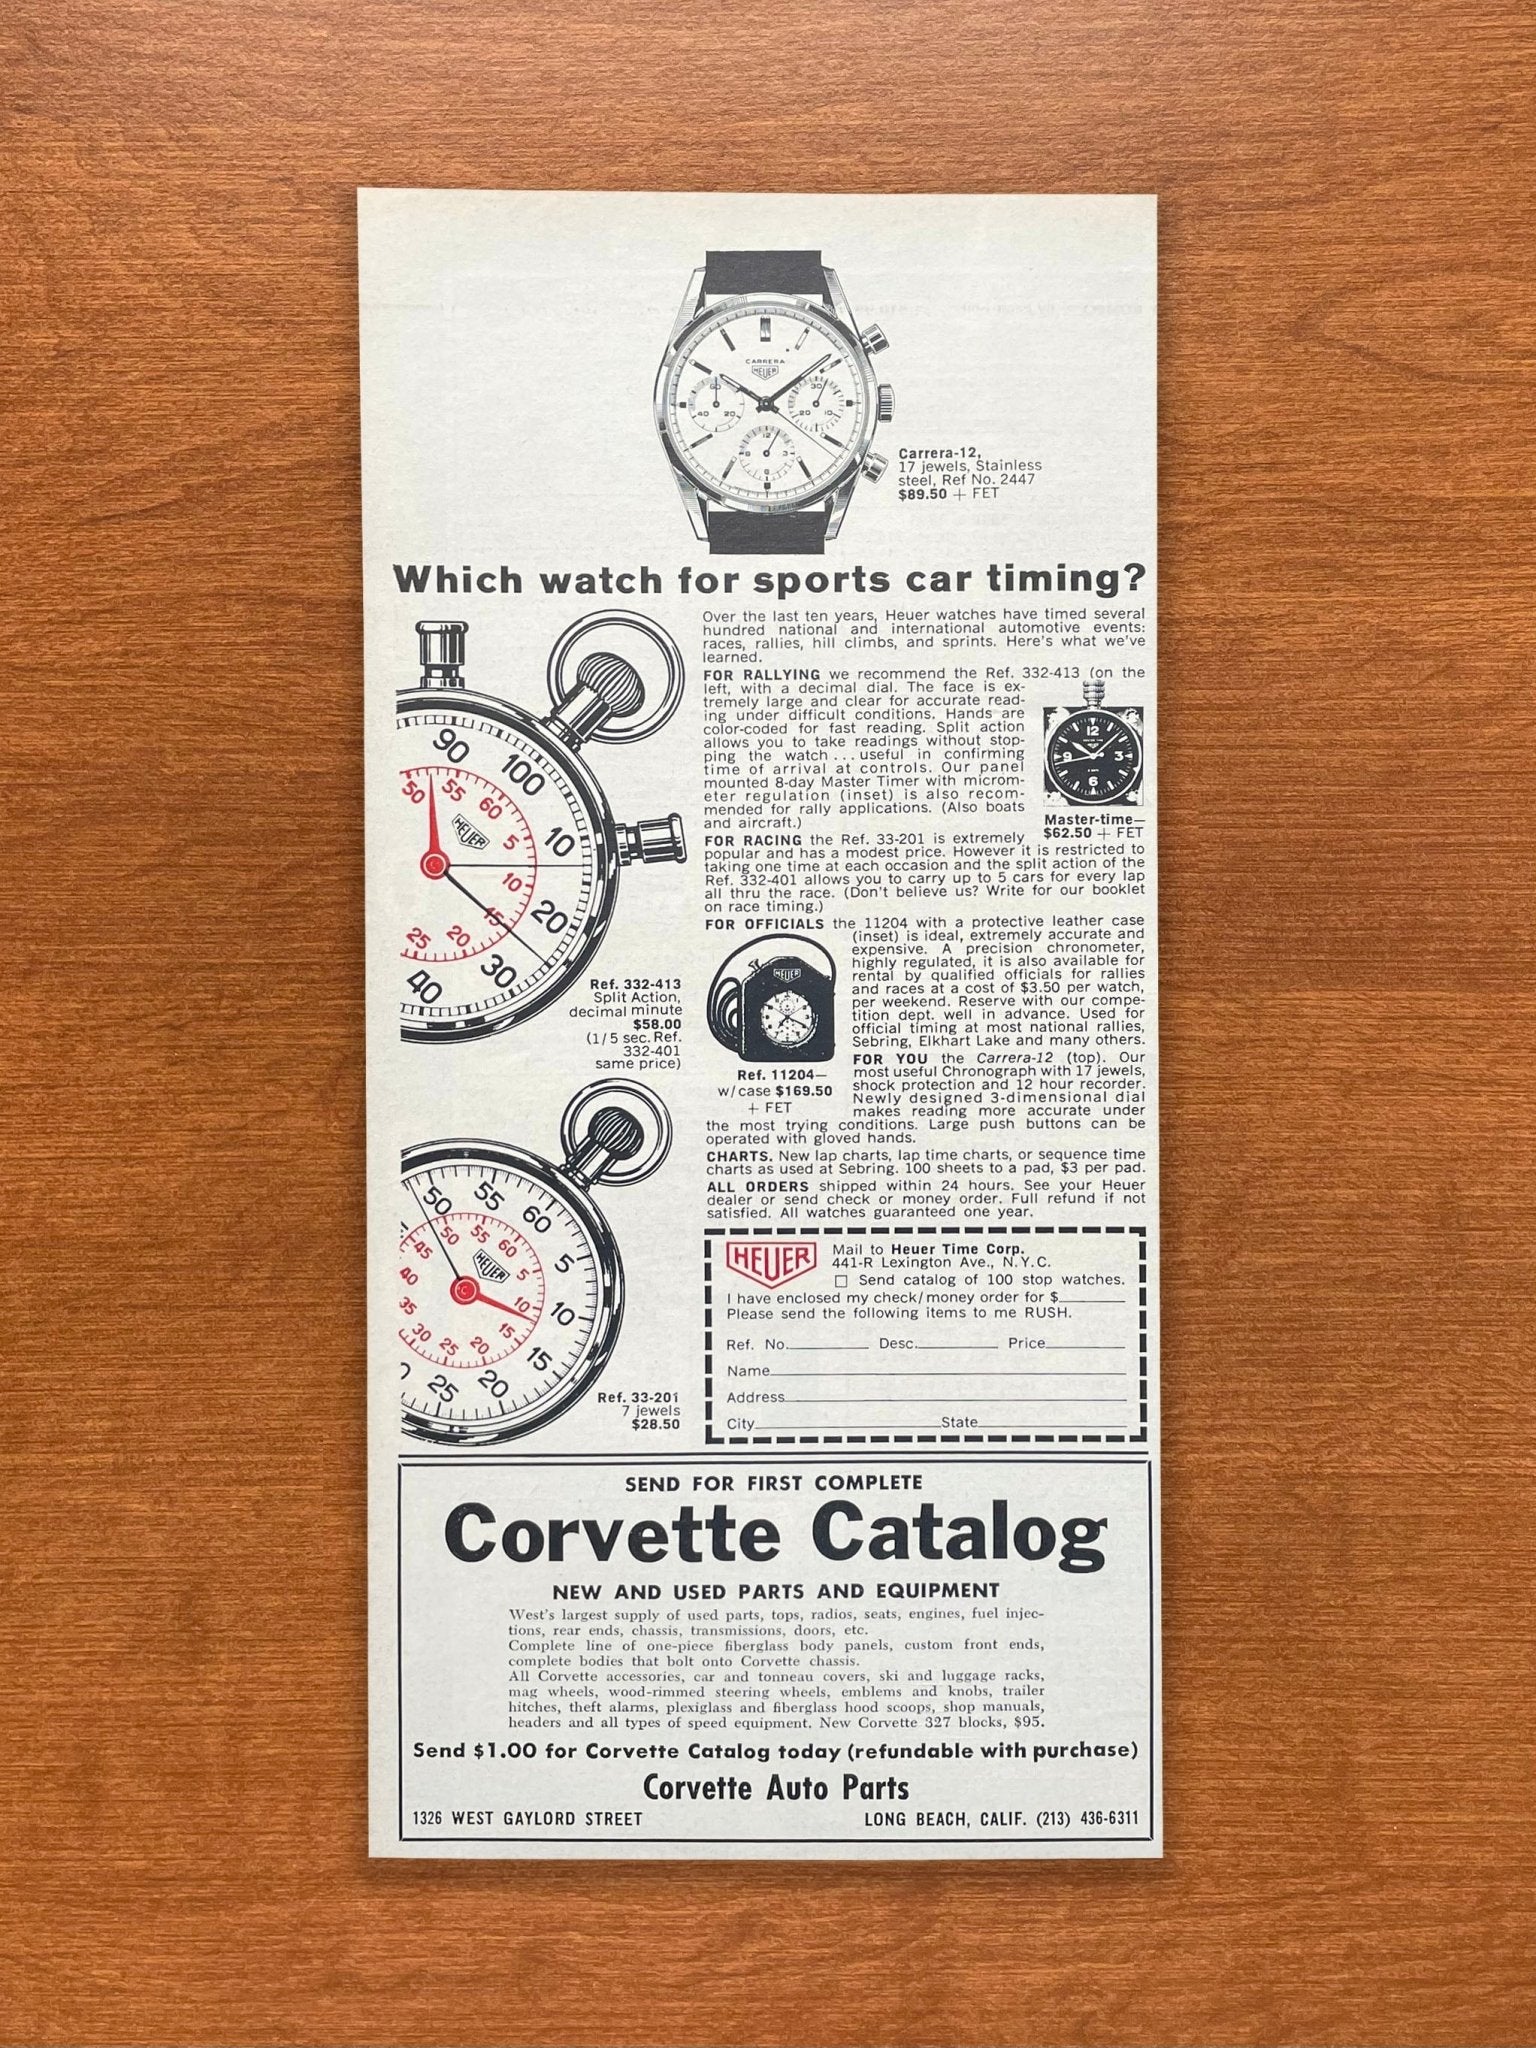 CARRERA
HEUER
60
20
40
30
10
20
12
3
6
9
Carrera-12,
17 jewels, Stainless
steel, Ref No. 2447
$89.50 + FET
Which watch for sports car timing?
Over the last ten years, Heuer watches have timed several
hundred national and international automotive events:
races, rallies, hill climbs, and sprints. Here's what we've
learned.
FOR RALLYING we recommend the Ref. 332-413 (on the
left, with a decimal dial. The face is ex-
tremely large and clear for accurate read-
ing under difficult conditions. Hands are
color-coded for fast reading. Split action
allows you to take readings without stop-
ping the watch ... useful in confirming
time of arrival at controls. Our panel
mounted 8-day Master Timer with microm-
eter regulation (inset) is also recom-
mended for rally applications. (Also boats
and aircraft.)
12
3
6
9
Master-time—
$62.50 + FET
FOR RACING the Ref. 33-201 is extremely
popular and has a modest price. However it is restricted to
taking one time at each occasion and the split action of the
Ref. 332-401 allows you to carry up to 5 cars for every lap
all thru the race. (Don't believe us? Write for our booklet
on race timing.)
FOR OFFICIALS the 11204 with a protective leather case
(inset) is ideal, extremely accurate and
expensive. A precision chronometer,
highly regulated, it is also available for
rental by qualified officials for rallies
and races at a cost of $3.50 per watch,
per weekend. Reserve with our compe-
tition dept. well in advance. Used for
official timing at most national rallies,
Sebring, Elkhart Lake and many others.
HEUER
Ref. 11204—
w/case $169.50
+ FET
FOR YOU the Carrera-12 (top). Our
most useful Chronograph with 17 jewels,
shock protection and 12 hour recorder.
Newly designed 3-dimensional dial
makes reading more accurate under
the most trying conditions. Large push buttons can be
operated with gloved hands.
CHARTS. New lap charts, lap time charts, or sequence time
charts as used at Sebring. 100 sheets to a pad, $3 per pad.
ALL ORDERS shipped within 24 hours. See your Heuer
dealer or send check or money order. Full refund if not
satisfied. All watches guaranteed one year.
90
100
10
20
30
40
50
55
60
5
10
15
20
25
HEUER
Ref. 332-413
Split Action,
decimal minute
$58.00
(1/5 sec. Ref.
332-401
same price)
50
55
60
5
10
15
20
25
50
55
60
5
10
15
20
25
30
35
40
45
HEUER
Ref. 33-201
7 jewels
$28.50
HEUER
Mail to Heuer Time Corp.
441-R Lexington Ave., N.Y.C.
☐ Send catalog of 100 stop watches.
I have enclosed my check/money order for $
Please send the following items to me RUSH.
Ref. No. Desc. Price
Name
Address
City State
SEND FOR FIRST COMPLETE
Corvette Catalog
NEW AND USED PARTS AND EQUIPMENT
West's largest supply of used parts, tops, radios, seats, engines, fuel injec-
tions, rear ends, chassis, transmissions, doors, etc.
Complete line of one-piece fiberglass body panels, custom front ends,
complete bodies that bolt onto Corvette chassis.
All Corvette accessories, car and tonneau covers, ski and luggage racks,
mag wheels, wood-rimmed steering wheels, emblems and knobs, trailer
hitches, theft alarms, plexiglass and fiberglass hood scoops, shop manuals,
headers and all types of speed equipment. New Corvette 327 blocks, $95.
Send $1.00 for Corvette Catalog today (refundable with purchase)
Corvette Auto Parts
1326 WEST GAYLORD STREET LONG BEACH, CALIF. (213) 436-6311